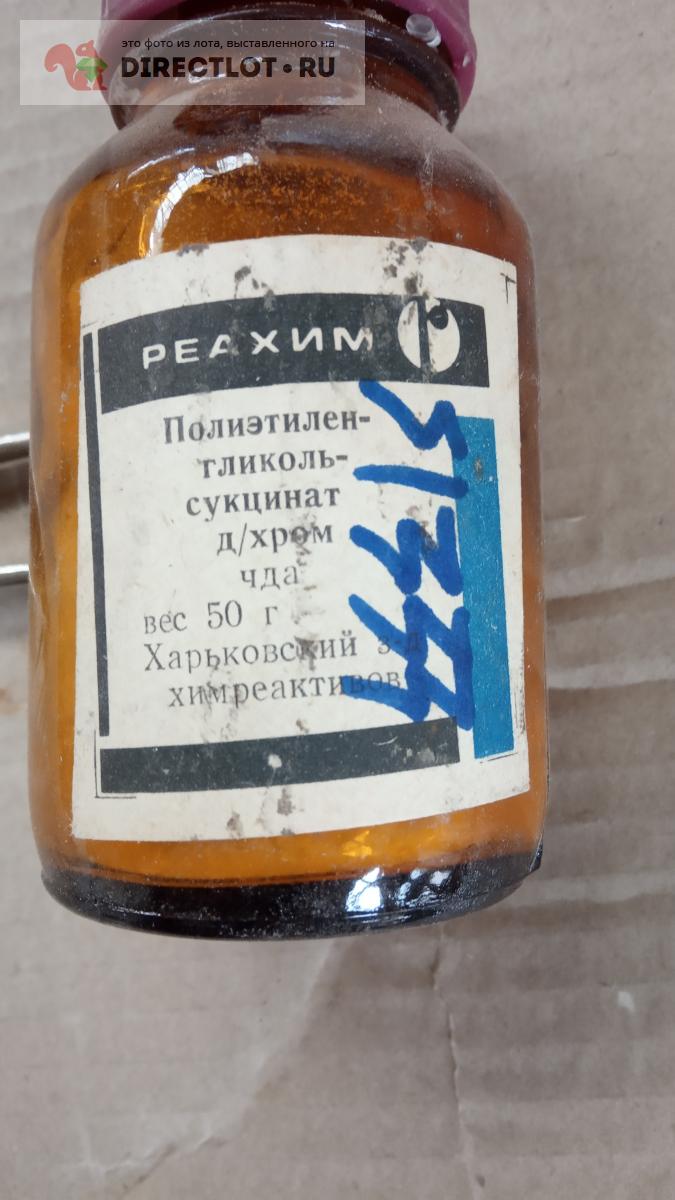 это фото из лота, выставленного на
DIRECTLOT.RU
РЕАХИМ
Полиэтилен-
гликоль-
сукцинат
д/хром
чда
вес 50 г
Харьковский з-д
химреактивов